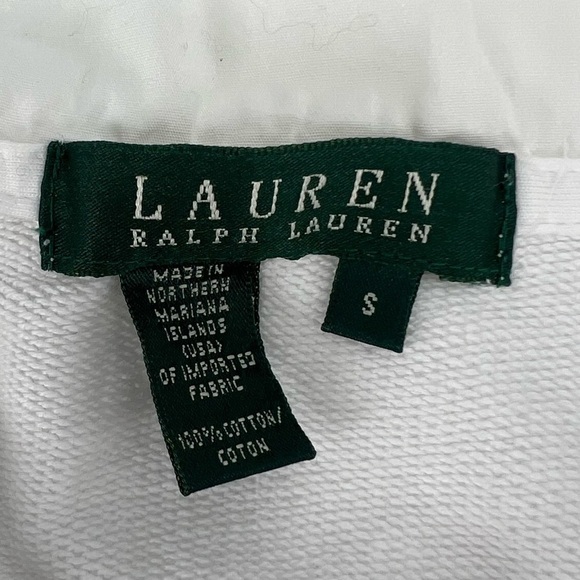 LAUREN
RALPH LAUREN
S
MADE IN
NORTHERN
MARIANA
ISLANDS
(USA)
OF IMPORTED
FABRIC
100% COTTON/
COTON